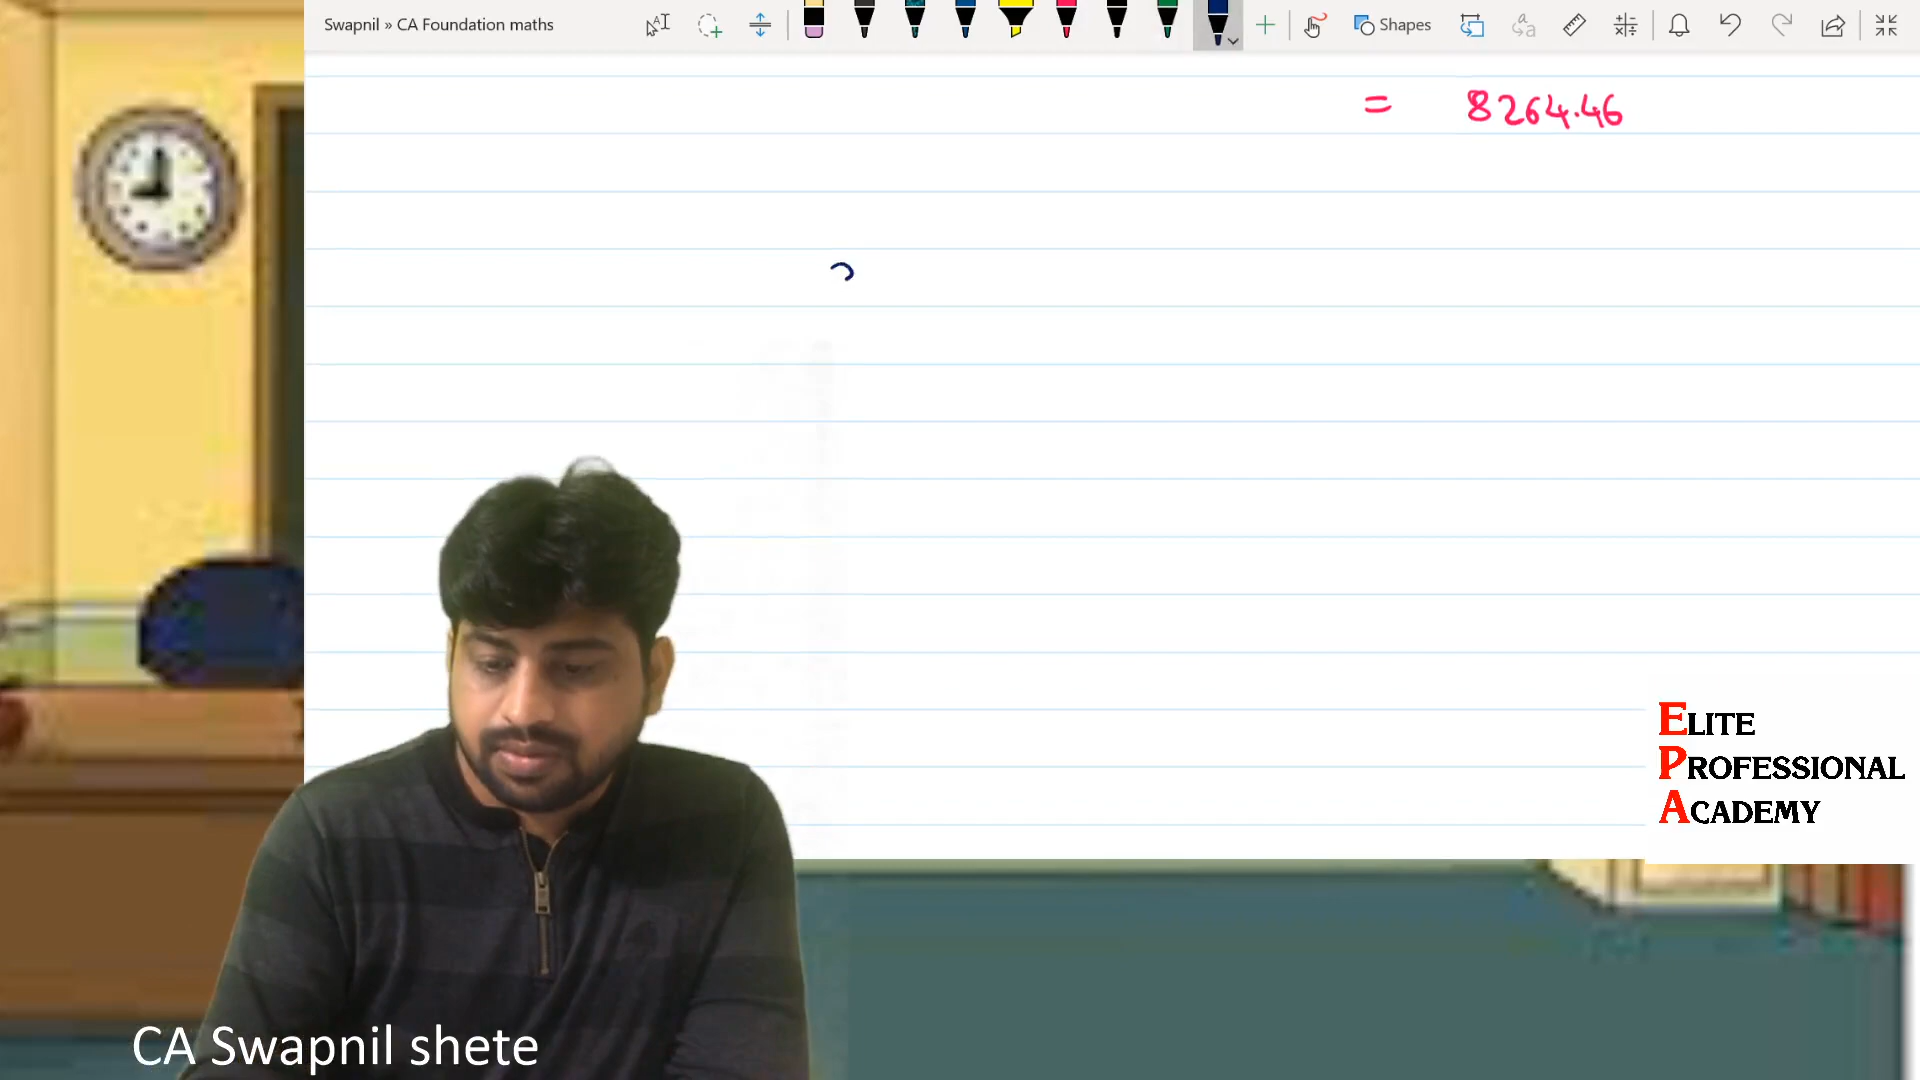 Swapnil » CA Foundation maths
Shapes
= 8264.46
ELITE
PROFESSIONAL
ACADEMY
CA Swapnil shete